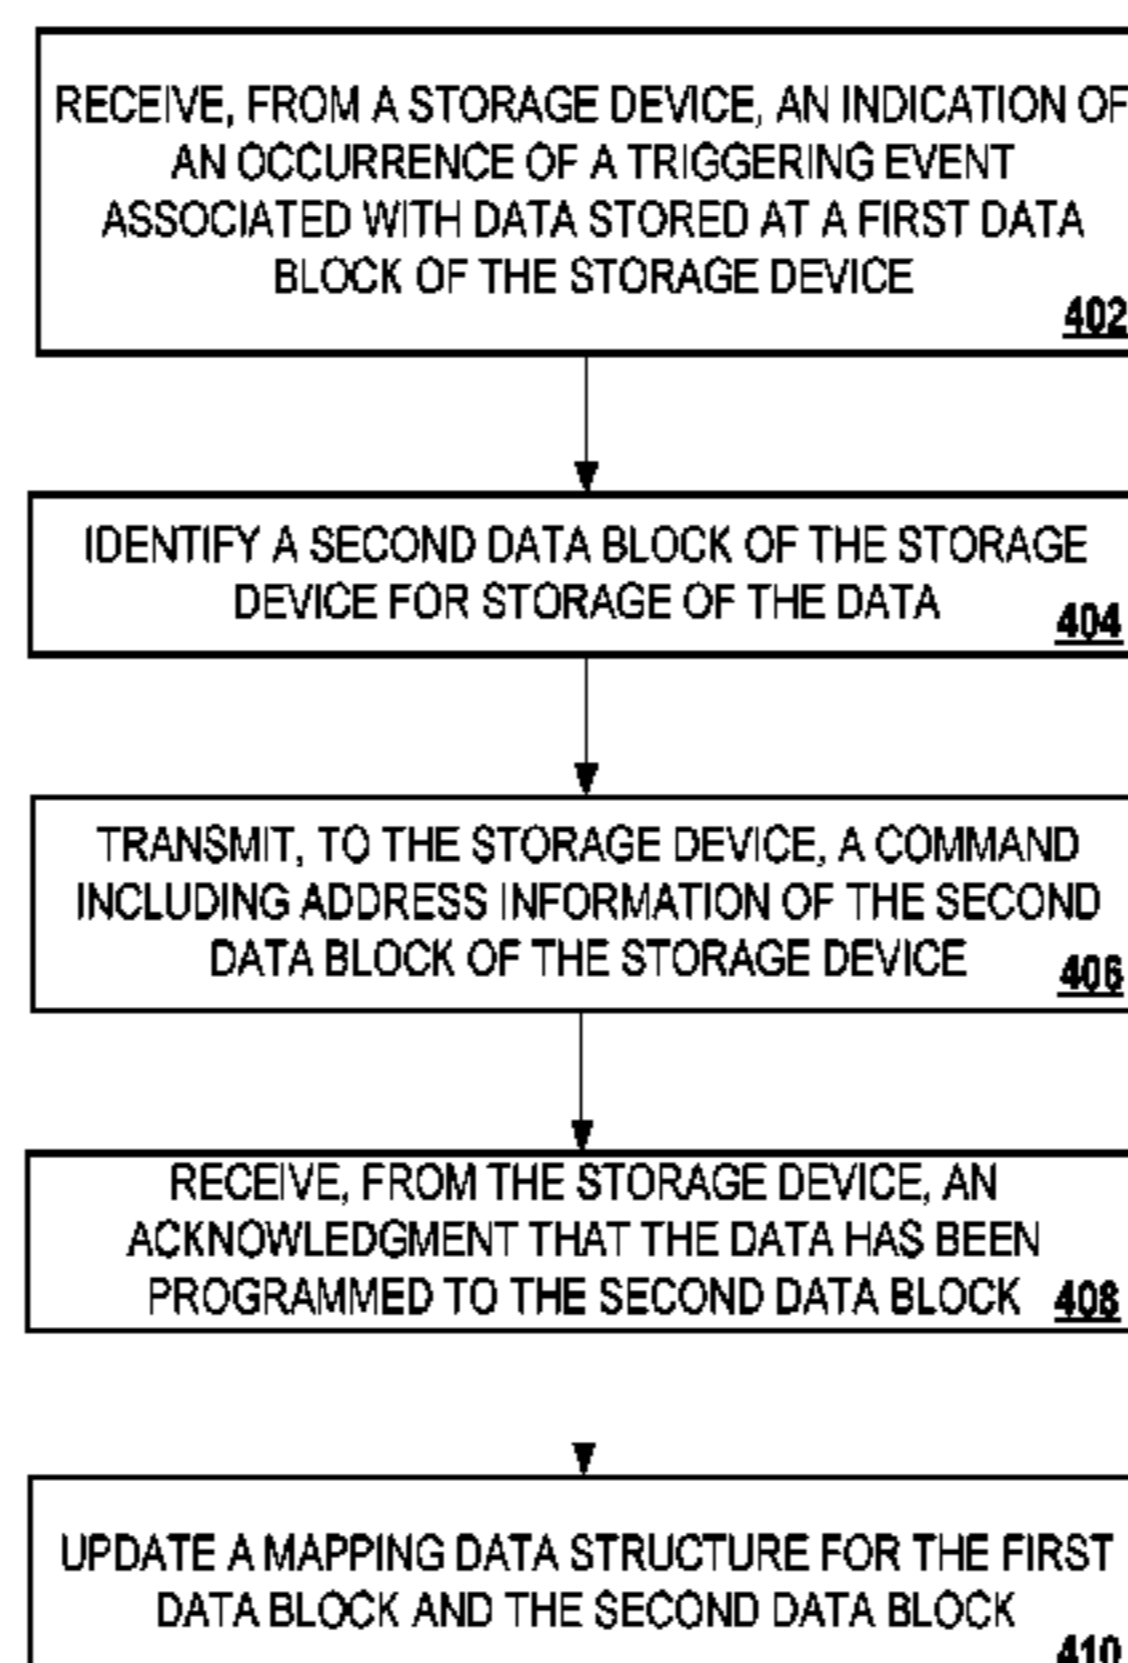 RECEIVE, FROM A STORAGE DEVICE, AN INDICATION OF
AN OCCURRENCE OF A TRIGGERING EVENT
ASSOCIATED WITH DATA STORED AT A FIRST DATA
BLOCK OF THE STORAGE DEVICE
402
IDENTIFY A SECOND DATA BLOCK OF THE STORAGE
DEVICE FOR STORAGE OF THE DATA
404
TRANSMIT, TO THE STORAGE DEVICE, A COMMAND
INCLUDING ADDRESS INFORMATION OF THE SECOND
DATA BLOCK OF THE STORAGE DEVICE
406
RECEIVE, FROM THE STORAGE DEVICE, AN
ACKNOWLEDGMENT THAT THE DATA HAS BEEN
PROGRAMMED TO THE SECOND DATA BLOCK 408
UPDATE A MAPPING DATA STRUCTURE FOR THE FIRST
DATA BLOCK AND THE SECOND DATA BLOCK
410